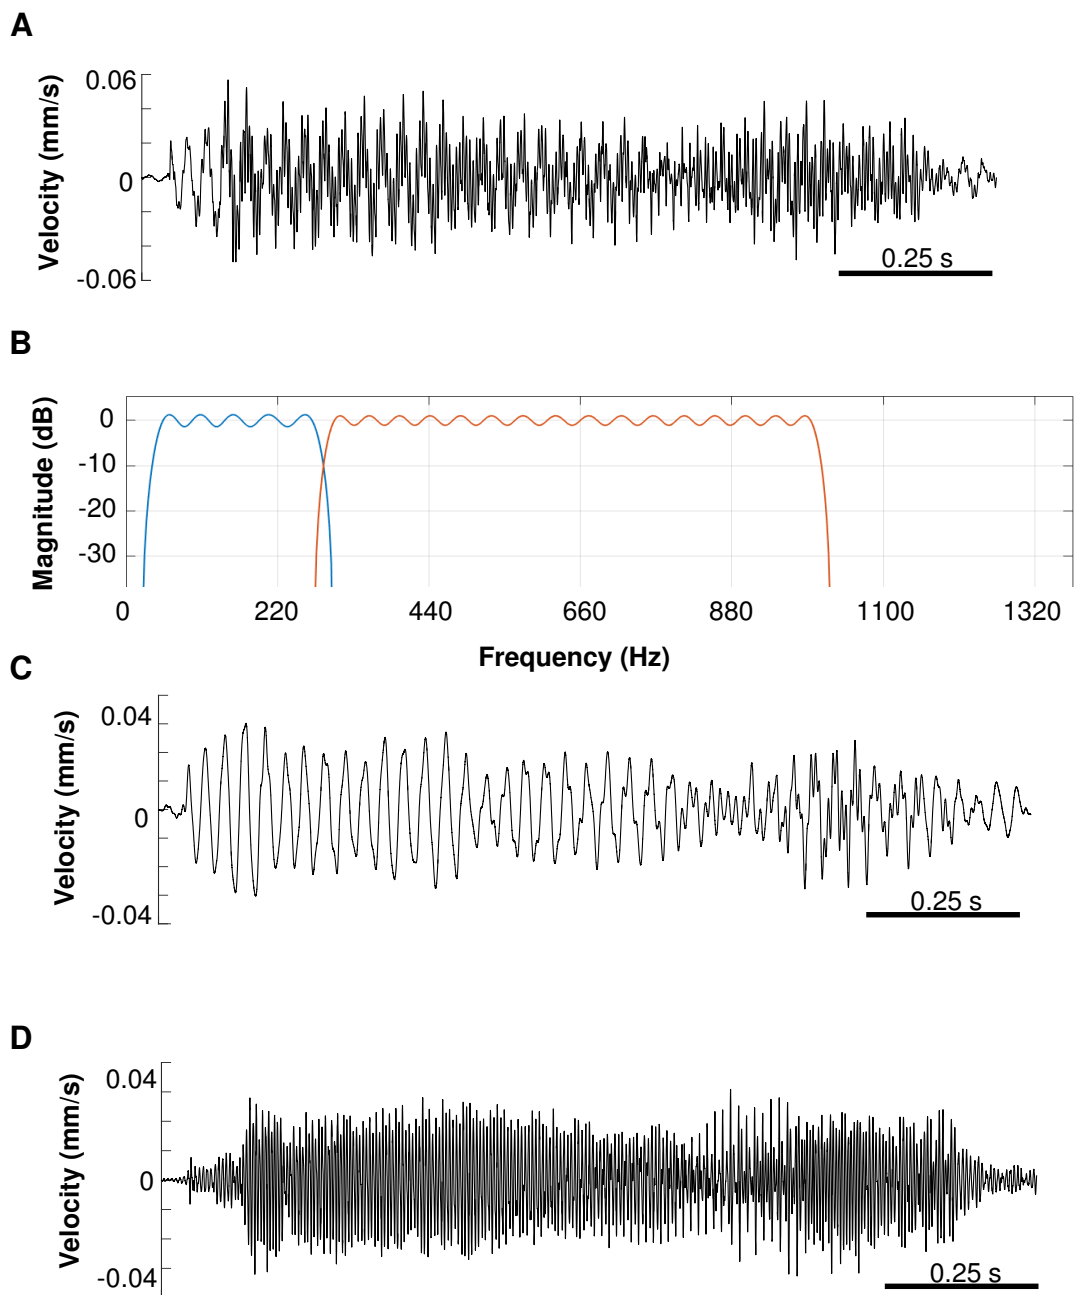 A
Velocity (mm/s)
0.06
0
-0.06
0.25 s
B
Magnitude (dB)
0
-10
-20
-30
0 220 440 660 880 1100 1320
Frequency (Hz)
C
Velocity (mm/s)
0.04
0
-0.04
0.25 s
D
Velocity (mm/s)
0.04
0
-0.04
0.25 s